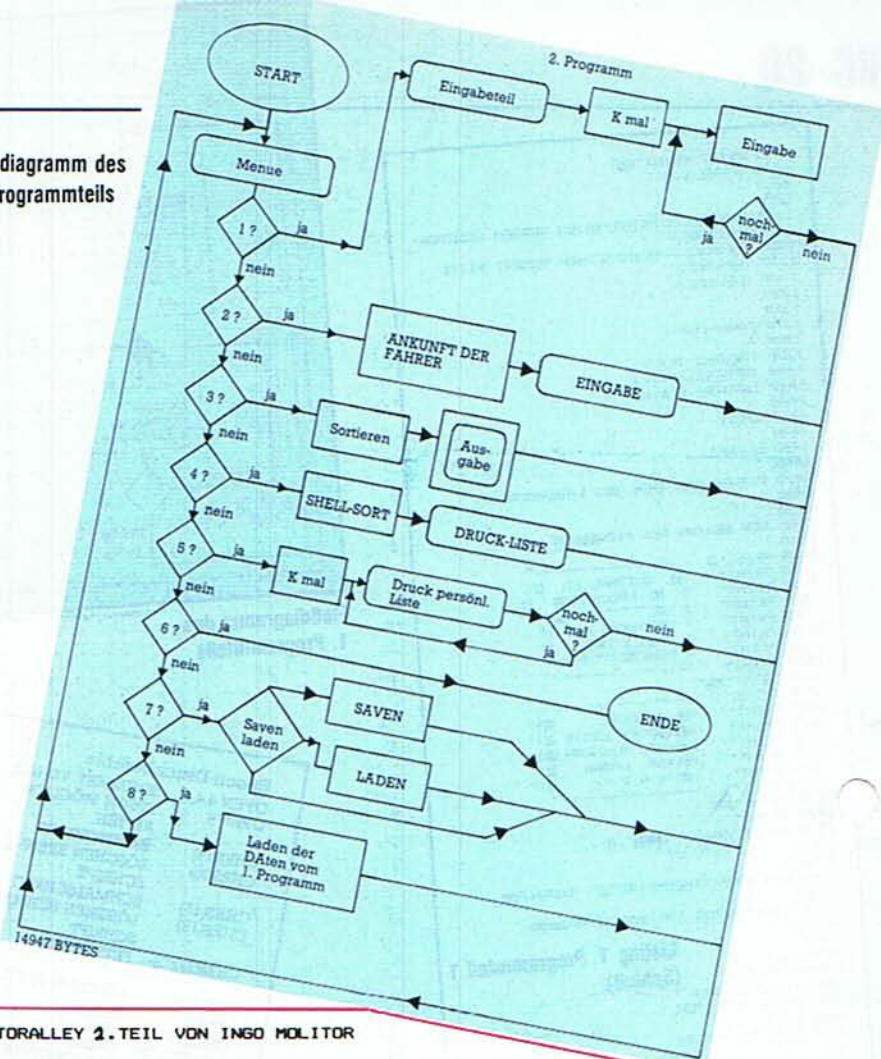 diagramm des
rogrammteils
2. Programm
START
Eingabeteil
K mal
Eingabe
Menue
noch-
mal
?
ja
nein
1 ?
ja
nein
2 ?
ja
ANKUNFT DER
FAHRER
EINGABE
nein
3 ?
ja
Sortieren
Aus-
gabe
nein
4 ?
ja
SHELL-SORT
DRUCK-LISTE
nein
5 ?
ja
K mal
Druck persönl.
Liste
noch-
mal
?
nein
ja
nein
6 ?
ja
ENDE
nein
7 ?
ja
Saven
laden
SAVEN
LADEN
nein
8 ?
ja
Laden der
DAten vom
1. Programm
14947 BYTES
TORALLEY 2.TEIL VON INGO MOLITOR